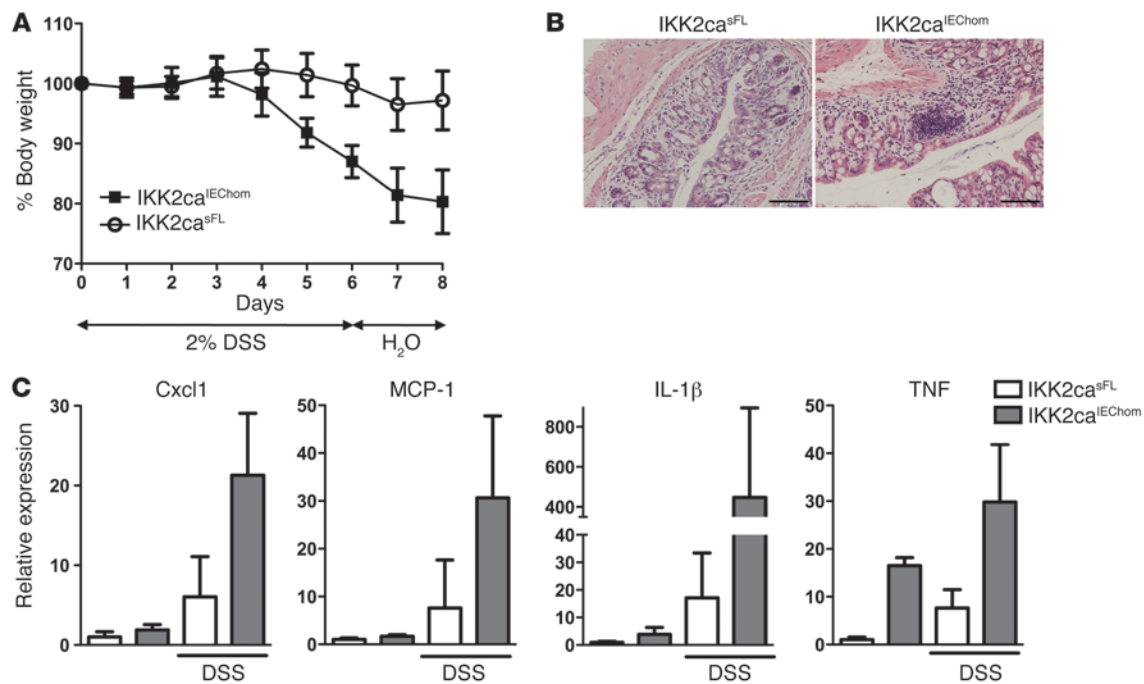 A
110
100
90
80
70
% Body weight
IKK2ca^IEChom
IKK2ca^sFL
0 1 2 3 4 5 6 7 8
Days
2% DSS H₂O
B
IKK2ca^sFL IKK2ca^IEChom
C
Cxcl1 MCP-1 IL-1β TNF
IKK2ca^sFL
IKK2ca^IEChom
Relative expression
30
20
10
0
50
40
30
20
10
0
800
600
400
40
30
20
10
0
50
40
30
20
10
0
DSS DSS DSS DSS